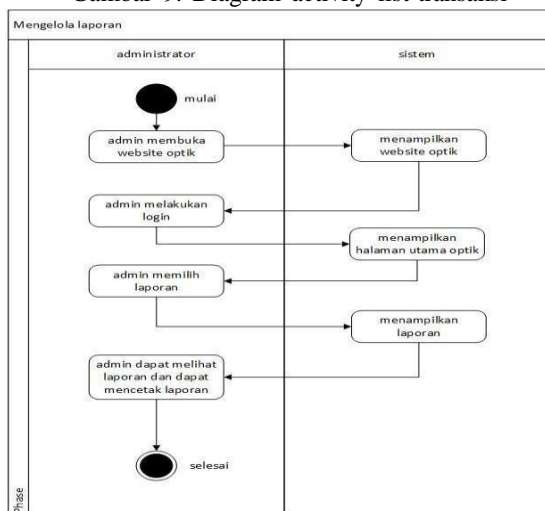 Gambar 9. Diagram activity list transaksi
Mengelola laporan
administrator
sistem
mulai
admin membuka
website optik
menampilkan
website optik
admin melakukan
login
menampilkan
halaman utama optik
admin memilih
laporan
menampilkan
laporan
admin dapat melihat
laporan dan dapat
mencetak laporan
selesai
Phase